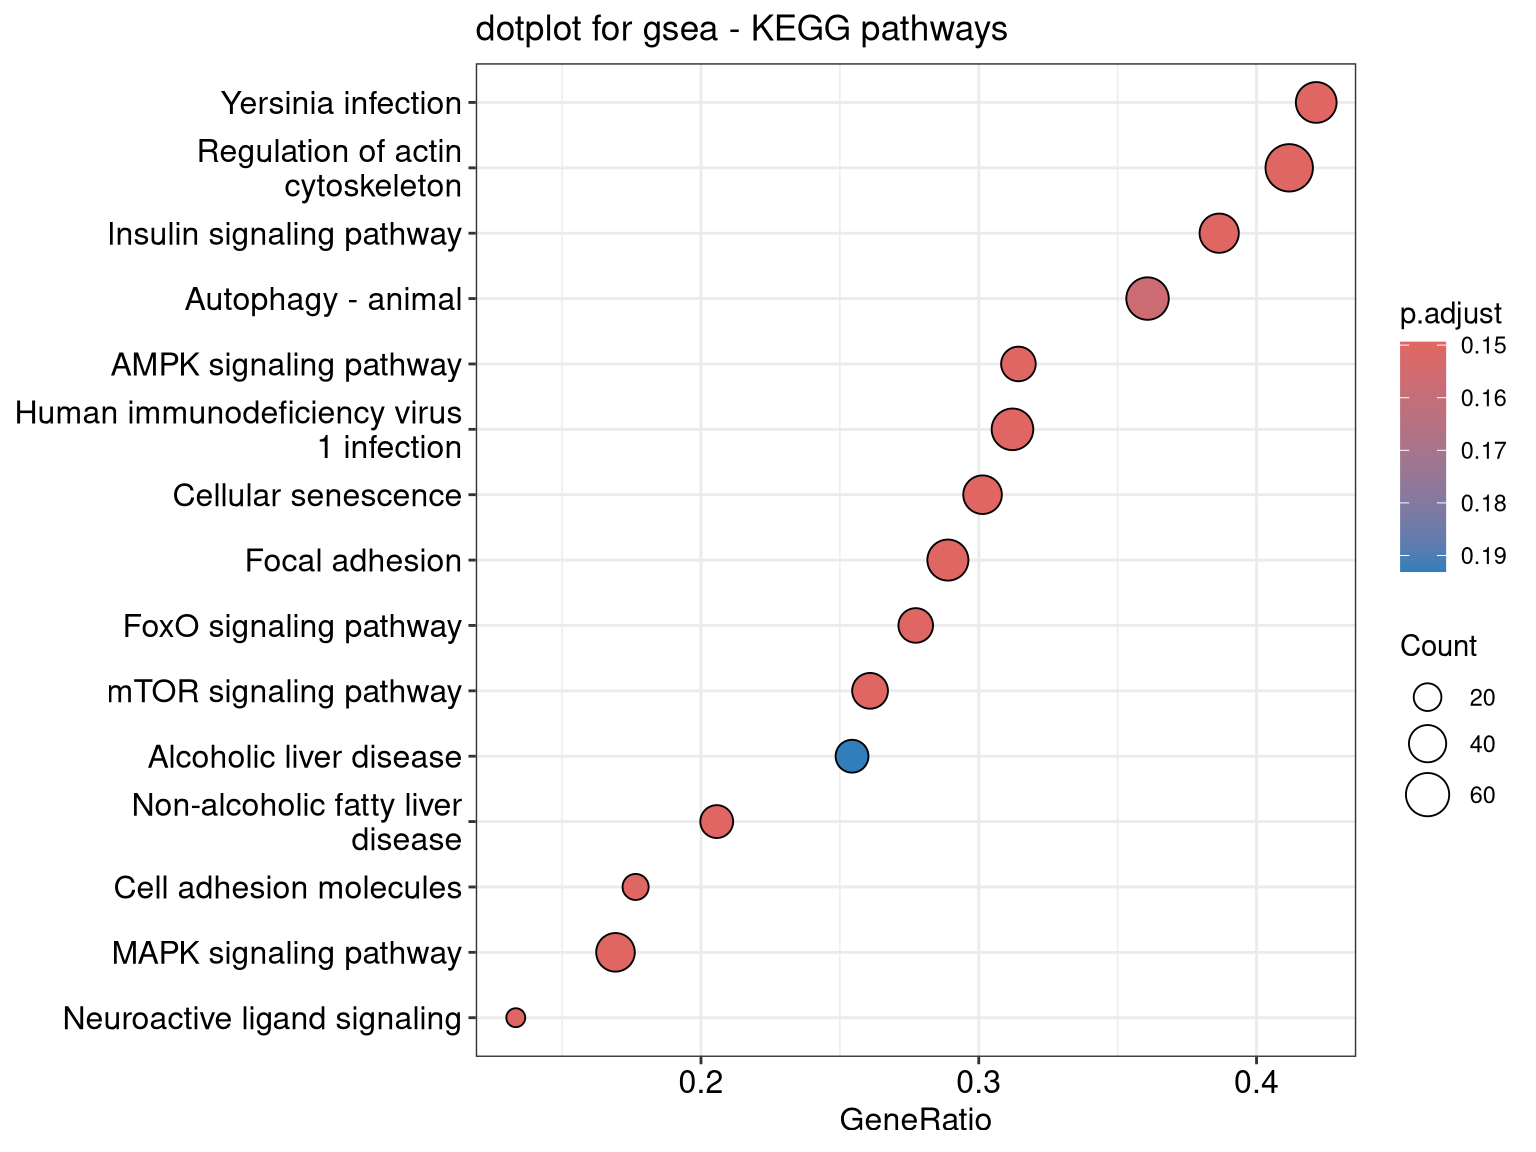 dotplot for gsea - KEGG pathways
Yersinia infection
Regulation of actin
cytoskeleton
Insulin signaling pathway
Autophagy - animal
AMPK signaling pathway
Human immunodeficiency virus
1 infection
Cellular senescence
Focal adhesion
FoxO signaling pathway
mTOR signaling pathway
Alcoholic liver disease
Non-alcoholic fatty liver
disease
Cell adhesion molecules
MAPK signaling pathway
Neuroactive ligand signaling
0.2
0.3
0.4
GeneRatio
p.adjust
0.15
0.16
0.17
0.18
0.19
Count
20
40
60